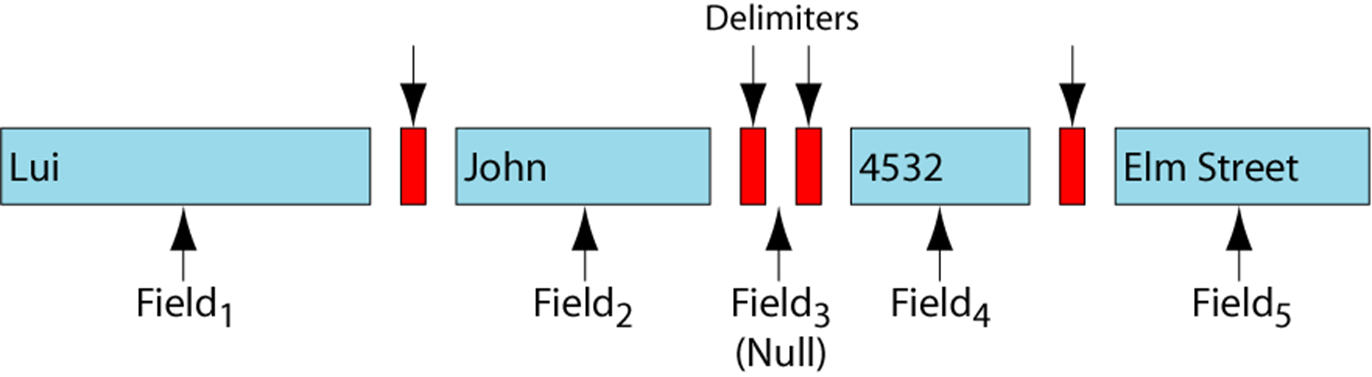 Delimiters
Lui
John
4532
Elm Street
Field1
Field2
Field3
(Null)
Field4
Field5